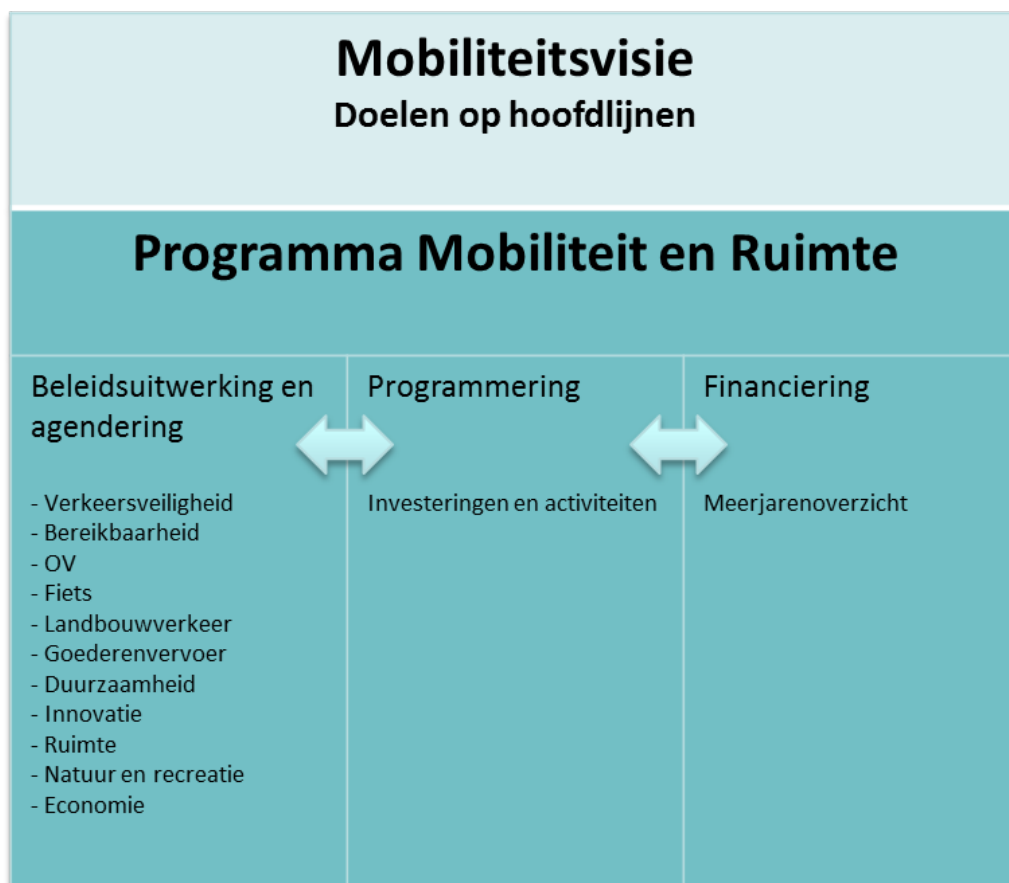 Mobiliteitsvisie
Doelen op hoofdlijnen
Programma Mobiliteit en Ruimte
Beleidsuitwerking en
agendering
- Verkeersveiligheid
- Bereikbaarheid
- OV
- Fiets
- Landbouwverkeer
- Goederenvervoer
- Duurzaamheid
- Innovatie
- Ruimte
- Natuur en recreatie
- Economie
Programmering
Investeringen en activiteiten
Financiering
Meerjarenoverzicht